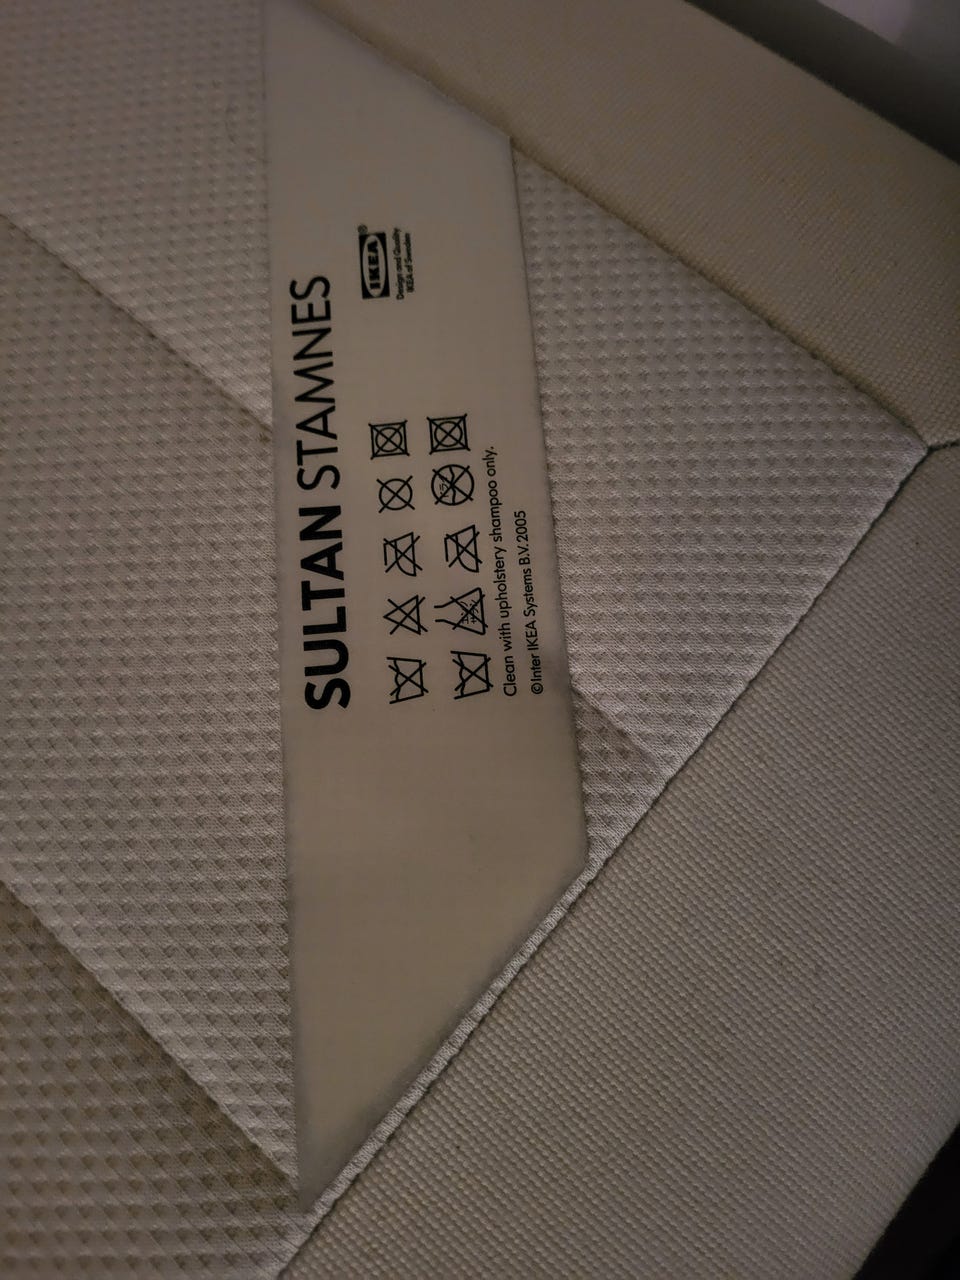 SULTAN STAMNES
IKEA®
Design and Quality
IKEA of Sweden
Clean with upholstery shampoo only.
©Inter IKEA Systems B.V. 2005